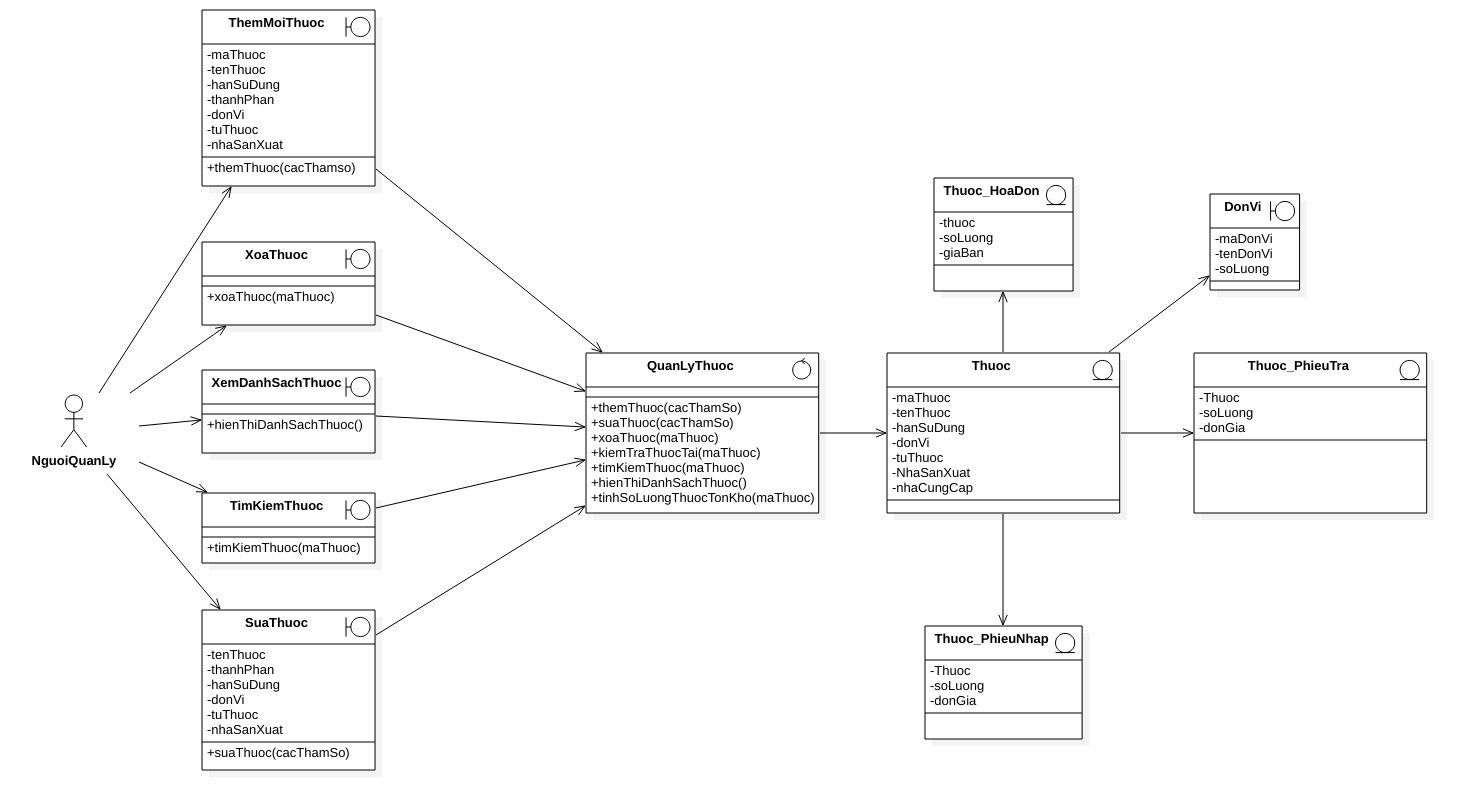 ThemMoiThuoc
-maThuoc
-tenThuoc
-hanSuDung
-thanhPhan
-donVi
-tuThuoc
-nhaSanXuat
+themThuoc(cacThamso)
XoaThuoc
+xoaThuoc(maThuoc)
XemDanhSachThuoc
+hienThiDanhSachThuoc()
NguoiQuanLy
TimKiemThuoc
+timKiemThuoc(maThuoc)
SuaThuoc
-tenThuoc
-thanhPhan
-hanSuDung
-donVi
-tuThuoc
-nhaSanXuat
+suaThuoc(cacThamSo)
QuanLyThuoc
+themThuoc(cacThamSo)
+suaThuoc(cacThamSo)
+xoaThuoc(maThuoc)
+kiemTraThuocTai(maThuoc)
+timKiemThuoc(maThuoc)
+hienThiDanhSachThuoc()
+tinhSoLuongThuocTonKho(maThuoc)
Thuoc_HoaDon
-thuoc
-soLuong
-giaBan
DonVi
-maDonVi
-tenDonVi
-soLuong
Thuoc
-maThuoc
-tenThuoc
-hanSuDung
-donVi
-tuThuoc
-NhaSanXuat
-nhaCungCap
Thuoc_PhieuTra
-Thuoc
-soLuong
-donGia
Thuoc_PhieuNhap
-Thuoc
-soLuong
-donGia